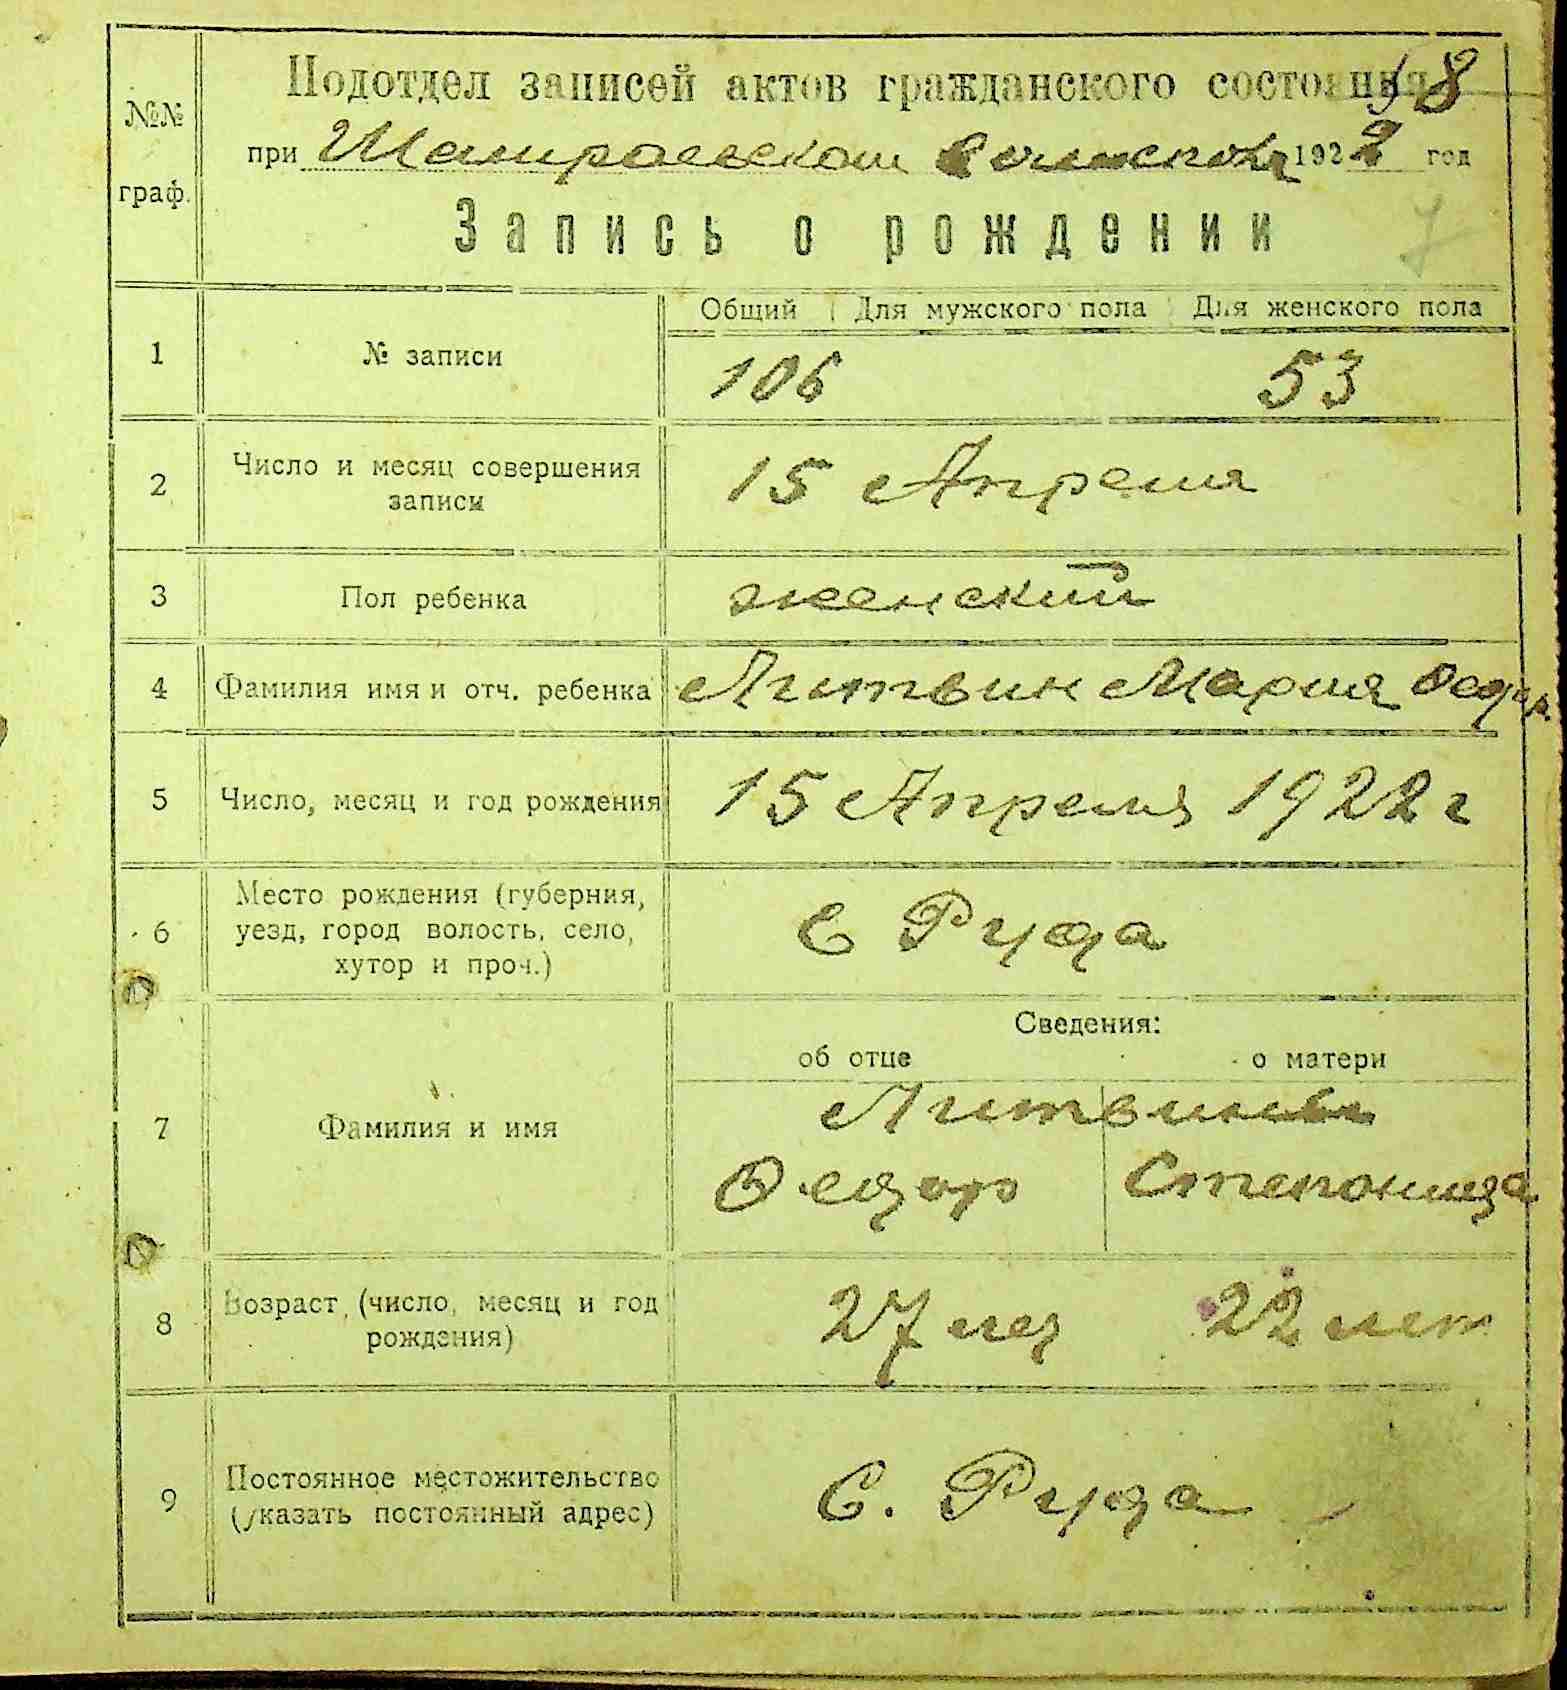 Подотдел записей актов гражданского состояния 58
при Шамраевском 1922 год
№№ граф.
Запись о рождении
Общий Для мужского пола Для женского пола
1 № записи 106 53
2 Число и месяц совершения 15 Апреля
записи
3 Пол ребенка женский
4 Фамилия имя и отч. ребенка Литвин Мария Федор.
5 Число, месяц и год рождения 15 Апреля 1922 г
Место рождения (губерния,
6 уезд, город волость, село, С Руда
хутор и проч.)
Сведения:
об отце о матери
7 Фамилия и имя Литвины
Федор Степонида
8 Возраст (число, месяц и год 27 лет 22 лет
рождения)
9 Постоянное местожительство С. Руда
(указать постоянный адрес)